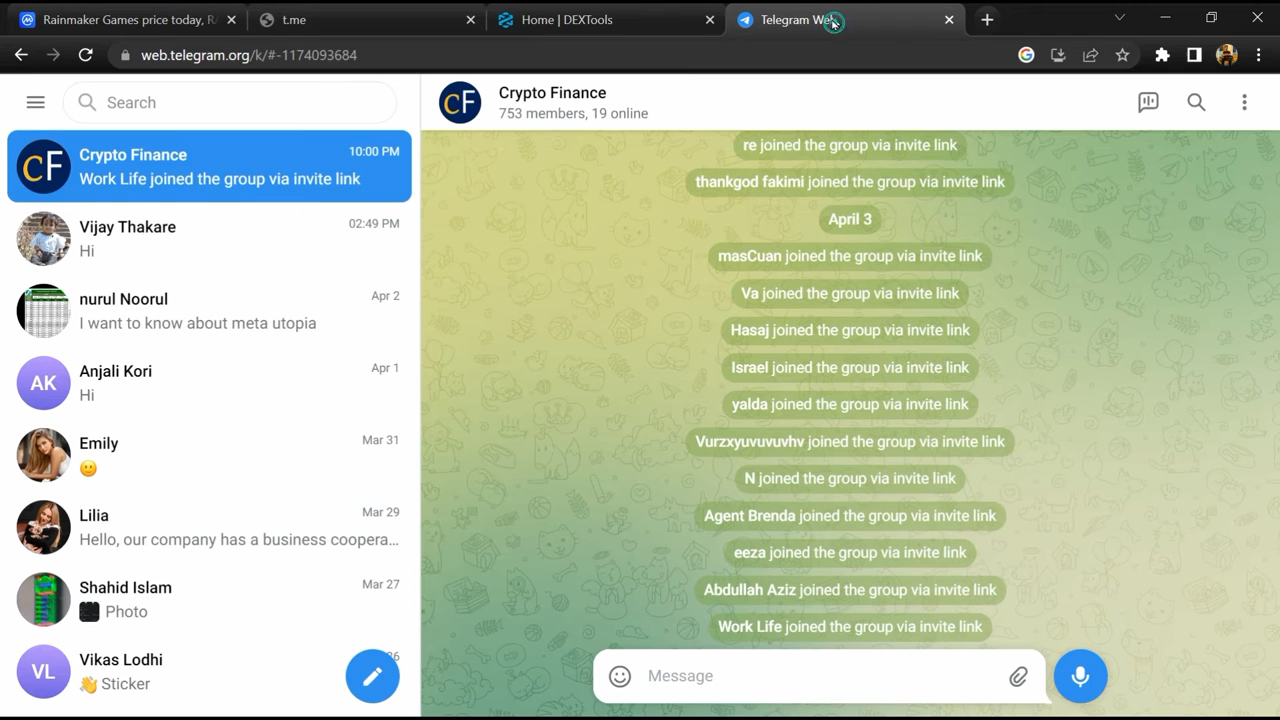 Rainmaker Games price today, R
t.me
Home | DEXTools
Telegram Web
web.telegram.org/k/#-1174093684
Search
Crypto Finance
10:00 PM
Work Life joined the group via invite link
Vijay Thakare
02:49 PM
Hi
nurul Noorul
Apr 2
I want to know about meta utopia
Anjali Kori
Apr 1
AK
Hi
Emily
Mar 31
Lilia
Mar 29
Hello, our company has a business coopera...
Shahid Islam
Mar 27
Photo
Vikas Lodhi
VL
Sticker
CF
Crypto Finance
753 members, 19 online
re joined the group via invite link
thankgod fakimi joined the group via invite link
April 3
masCuan joined the group via invite link
Va joined the group via invite link
Hasaj joined the group via invite link
Israel joined the group via invite link
yalda joined the group via invite link
Vurzxyuvuvuvhv joined the group via invite link
N joined the group via invite link
Agent Brenda joined the group via invite link
eeza joined the group via invite link
Abdullah Aziz joined the group via invite link
Work Life joined the group via invite link
Message